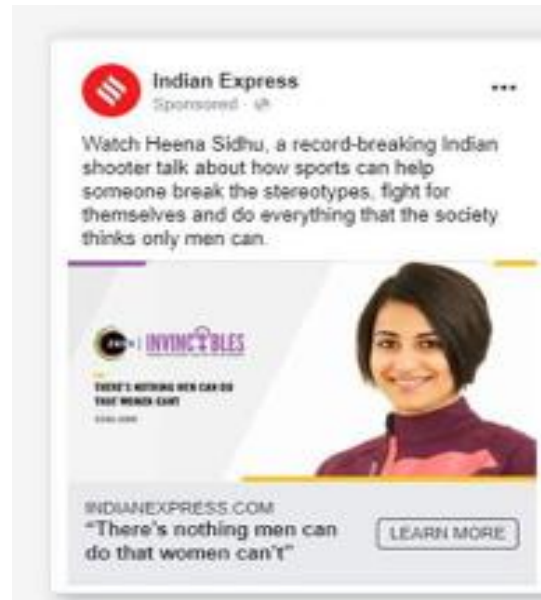 Indian Express
Sponsored ·
Watch Heena Sidhu, a record-breaking Indian
shooter talk about how sports can help
someone break the stereotypes, fight for
themselves and do everything that the society
thinks only men can.
INVINCIBLES
THERE'S NOTHING MEN CAN DO
THAT WOMEN CANT
INDIANEXPRESS.COM
"There's nothing men can
do that women can't"
LEARN MORE